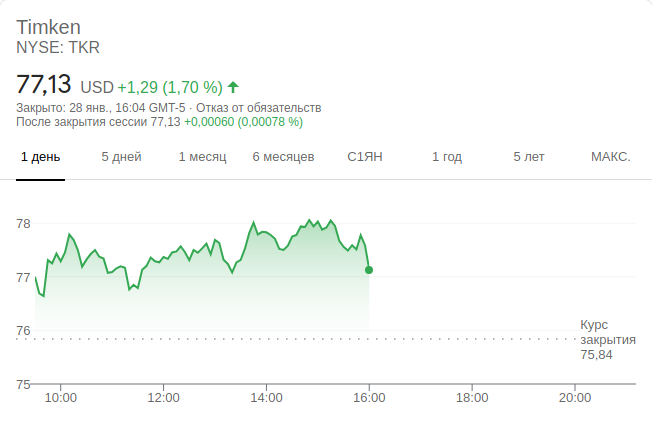 Timken
NYSE: TKR
77,13 USD +1,29 (1,70 %)
Закрыто: 28 янв., 16:04 GMT-5 · Отказ от обязательств
После закрытия сессии 77,13 +0,00060 (0,00078 %)
1 день 5 дней 1 месяц 6 месяцев С1ЯН 1 год 5 лет МАКС.
78
77
76
Курс
закрытия
75,84
75
10:00 12:00 14:00 16:00 18:00 20:00